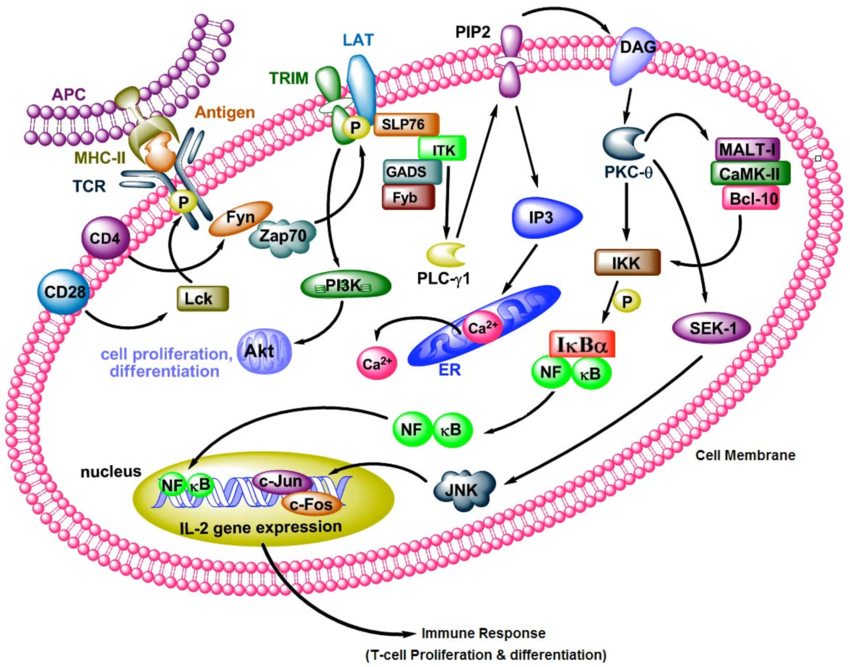 PIP2
LAT
DAG
TRIM
APC
Antigen
P
SLP76
ITK
MALT-I
MHC-II
GADS
PKC-θ
CaMK-II
TCR
Fyb
Bcl-10
P
Fyn
IP3
CD4
Zap70
IKK
PLC-γ1
CD28
Lck
PI3K
P
SEK-1
Ca2+
IκBα
cell proliferation,
differentiation
Akt
Ca2+
ER
NF κB
NF κB
Cell Membrane
nucleus
NF κB
c-Jun
JNK
c-Fos
IL-2 gene expression
Immune Response
(T-cell Proliferation & differentiation)